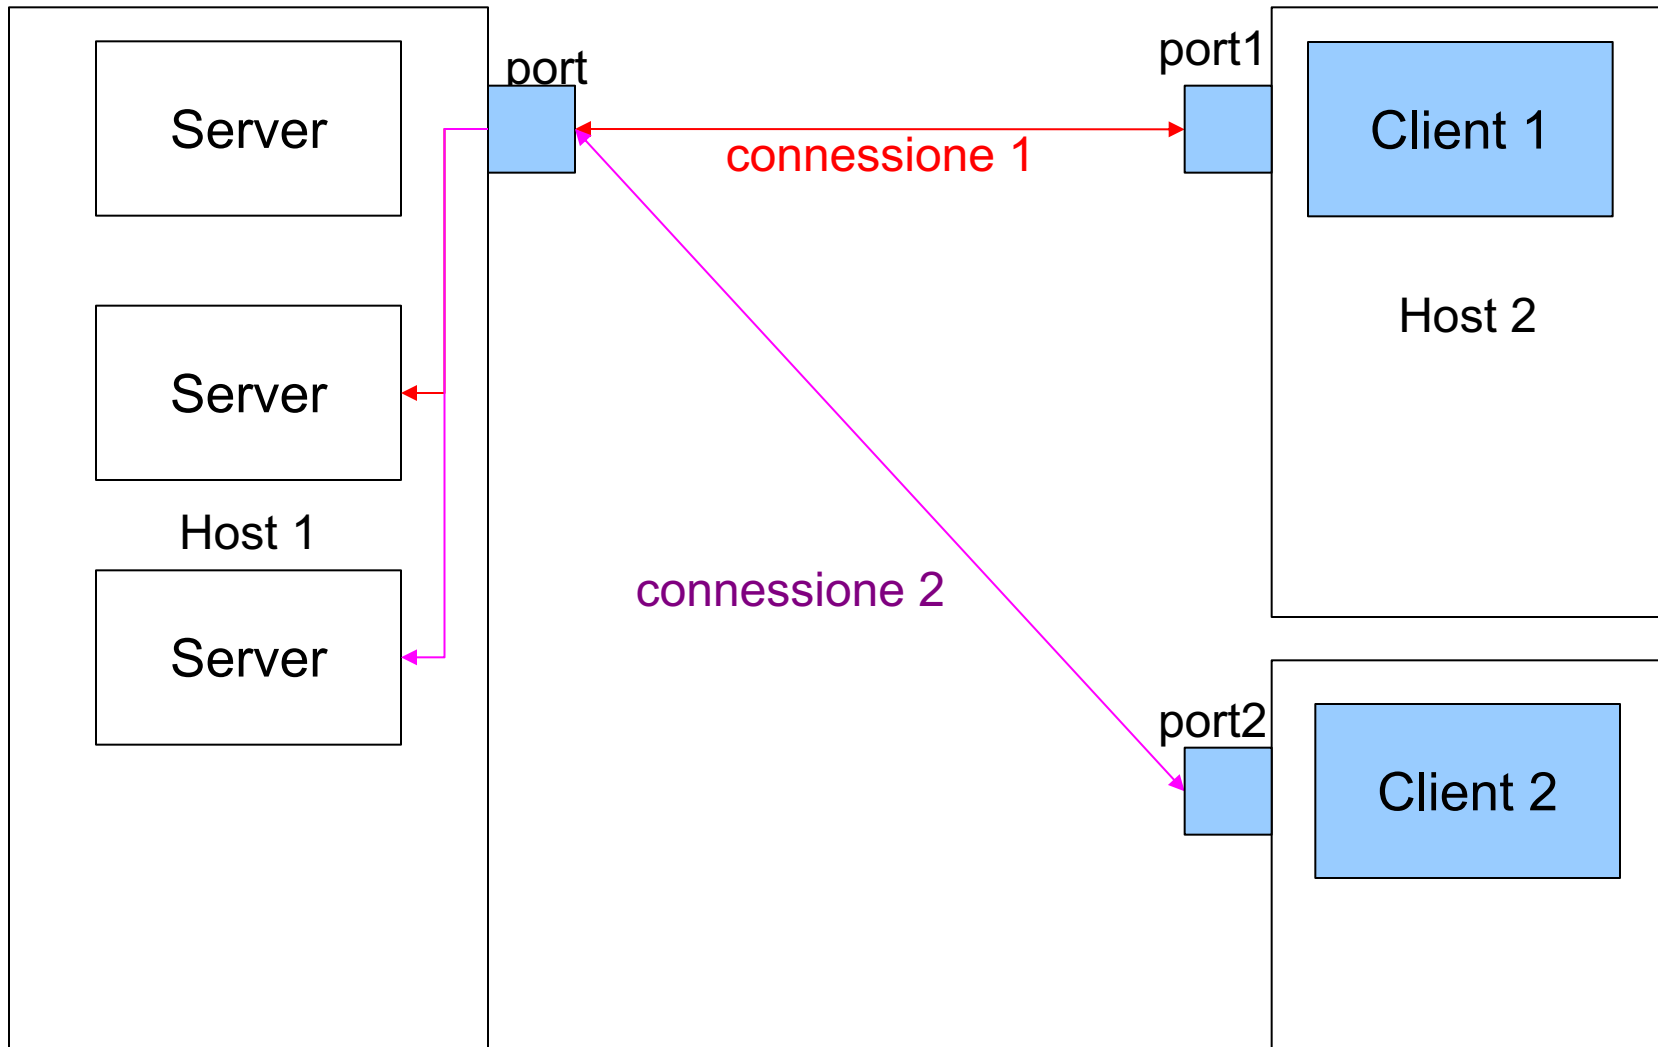 port
port1
Server
Client 1
connessione 1
Host 2
Server
Host 1
connessione 2
Server
port2
Client 2